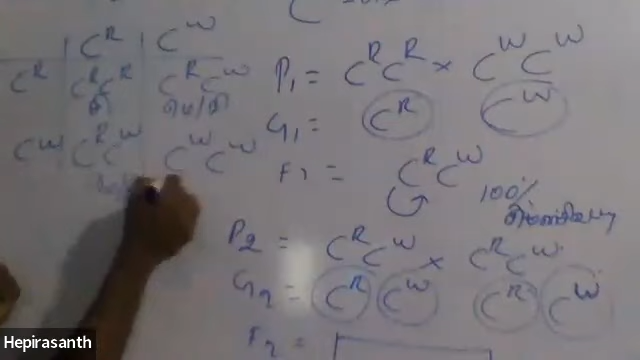 C^R C^W
C^R C^R C^R C^R C^W
C^W C^R C^W C^W C^W
P₁ = C^R C^R × C^W C^W
G₁ = C^R C^W
F₁ = C^R C^W
100%
P₂ = C^R C^W × C^R C^W
G₂ = C^R C^W C^R C^W
F₂ =
Hepirasanth